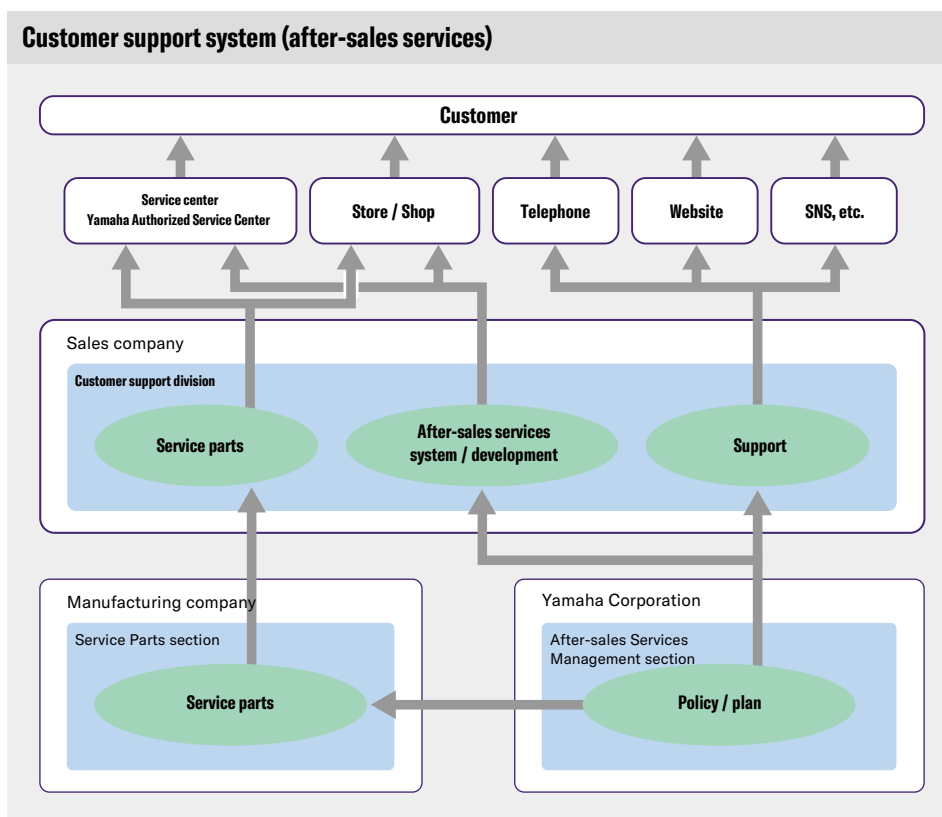 Customer support system (after-sales services)
Customer
Service center
Yamaha Authorized Service Center
Store / Shop
Telephone
Website
SNS, etc.
Sales company
Customer support division
Service parts
After-sales services
system / development
Support
Manufacturing company
Service Parts section
Service parts
Yamaha Corporation
After-sales Services
Management section
Policy / plan